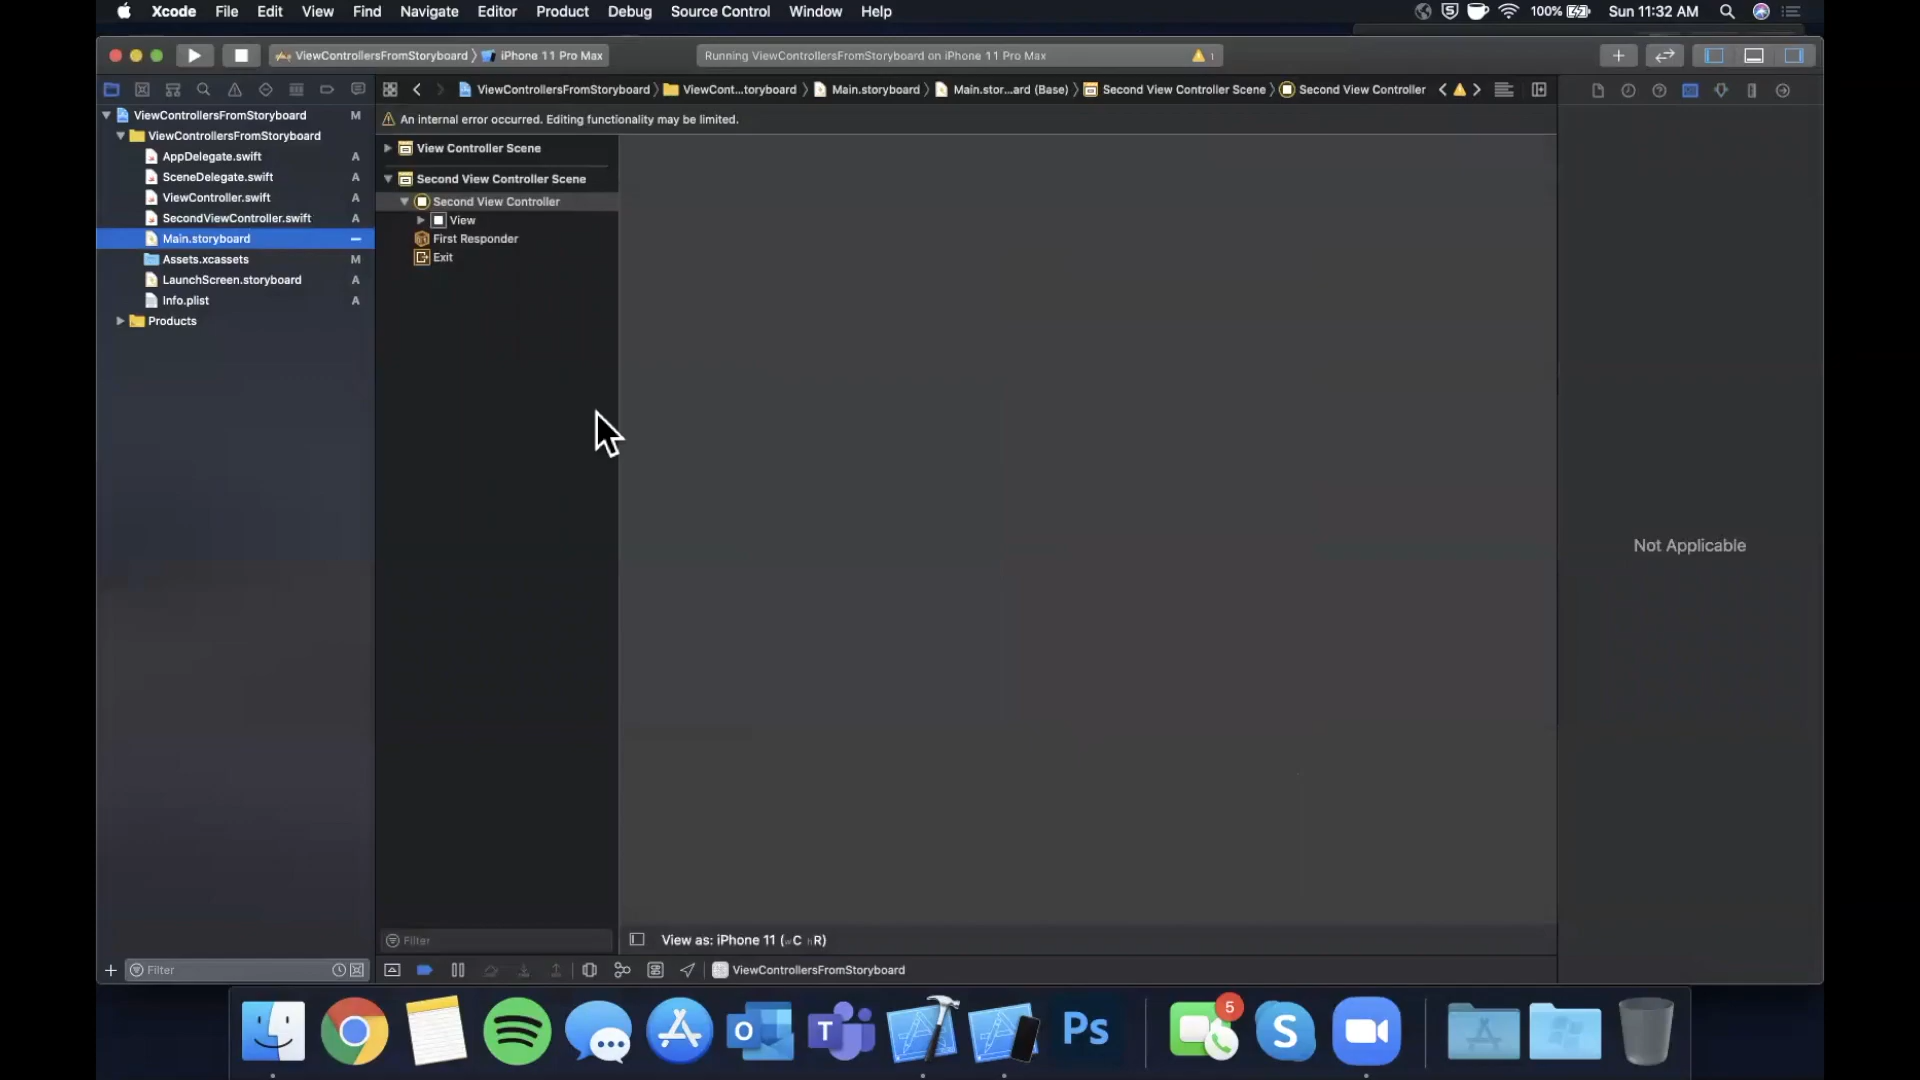 Xcode File Edit View Find Navigate Editor Product Debug Source Control Window Help 100% Sun 11:32 AM
ViewControllersFromStoryboard iPhone 11 Pro Max Running ViewControllersFromStoryboard on iPhone 11 Pro Max 1
ViewControllersFromStoryboard ViewCont...toryboard Main.storyboard Main.stor...ard (Base) Second View Controller Scene Second View Controller
An internal error occurred. Editing functionality may be limited.
ViewControllersFromStoryboard M
ViewControllersFromStoryboard
AppDelegate.swift A
SceneDelegate.swift A
ViewController.swift A
SecondViewController.swift A
Main.storyboard
Assets.xcassets M
LaunchScreen.storyboard A
Info.plist A
Products
View Controller Scene
Second View Controller Scene
Second View Controller
View
First Responder
Exit
Not Applicable
Filter
View as: iPhone 11 (wC hR)
Filter
ViewControllersFromStoryboard
O
T
Ps
5
S